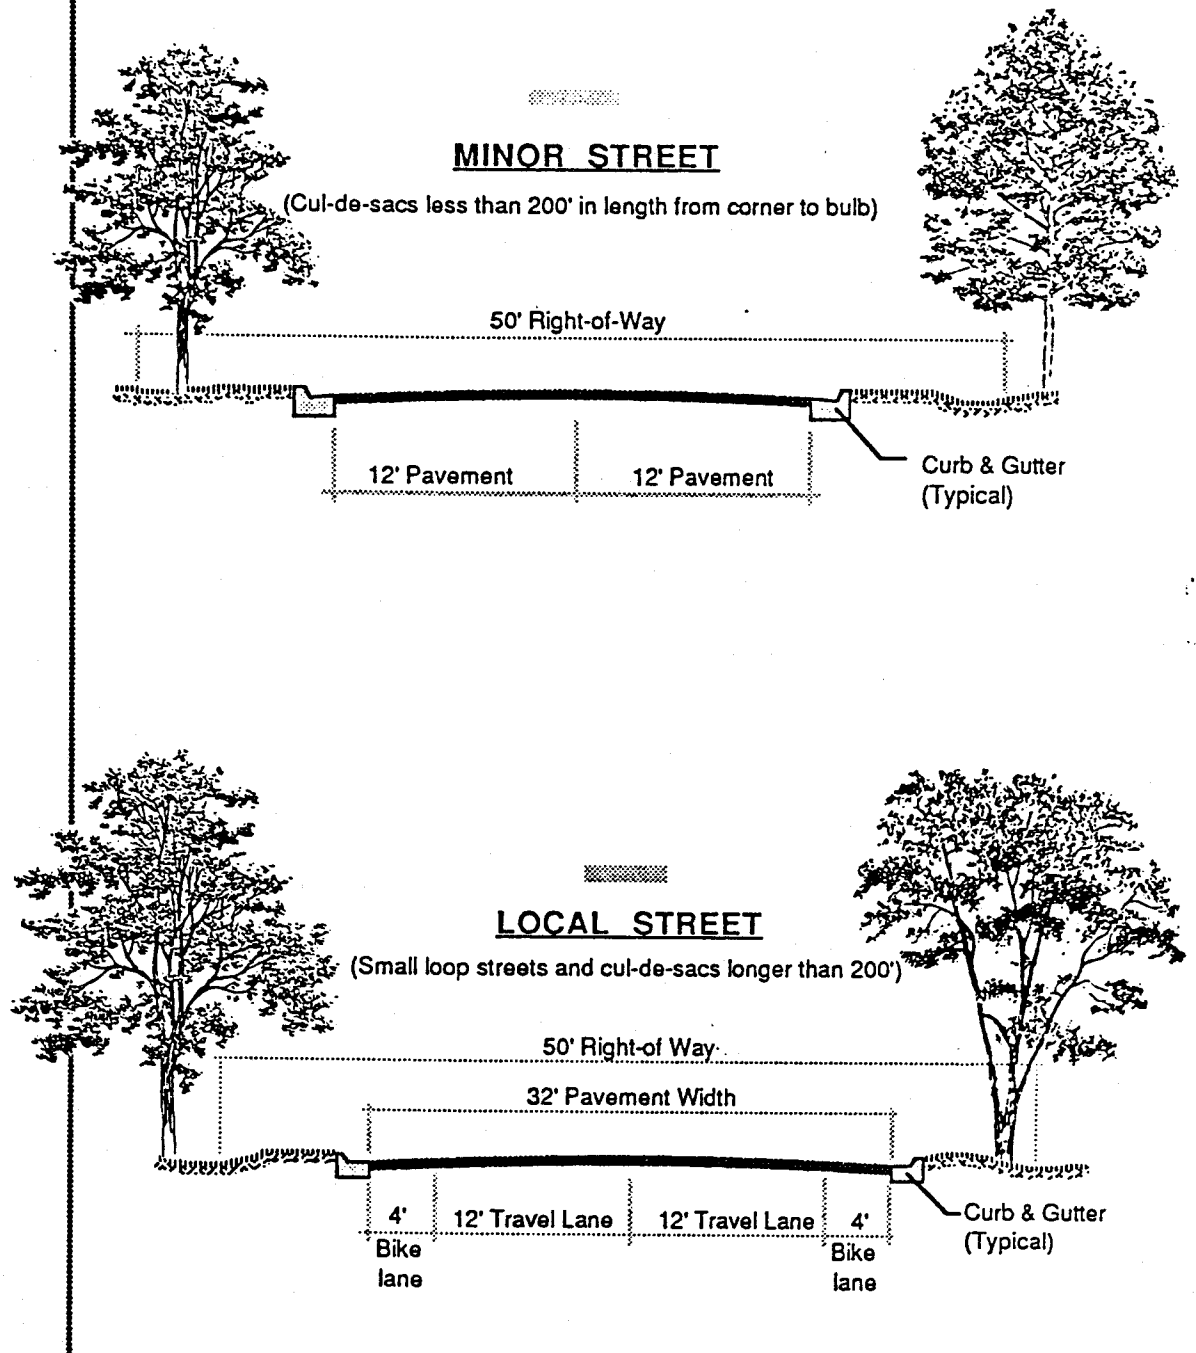 MINOR STREET
(Cul-de-sacs less than 200' in length from corner to bulb)
50' Right-of-Way
12' Pavement
12' Pavement
Curb & Gutter
(Typical)
LOCAL STREET
(Small loop streets and cul-de-sacs longer than 200')
50' Right-of Way
32' Pavement Width
4'
12' Travel Lane
12' Travel Lane
4'
Bike
lane
Bike
lane
Curb & Gutter
(Typical)